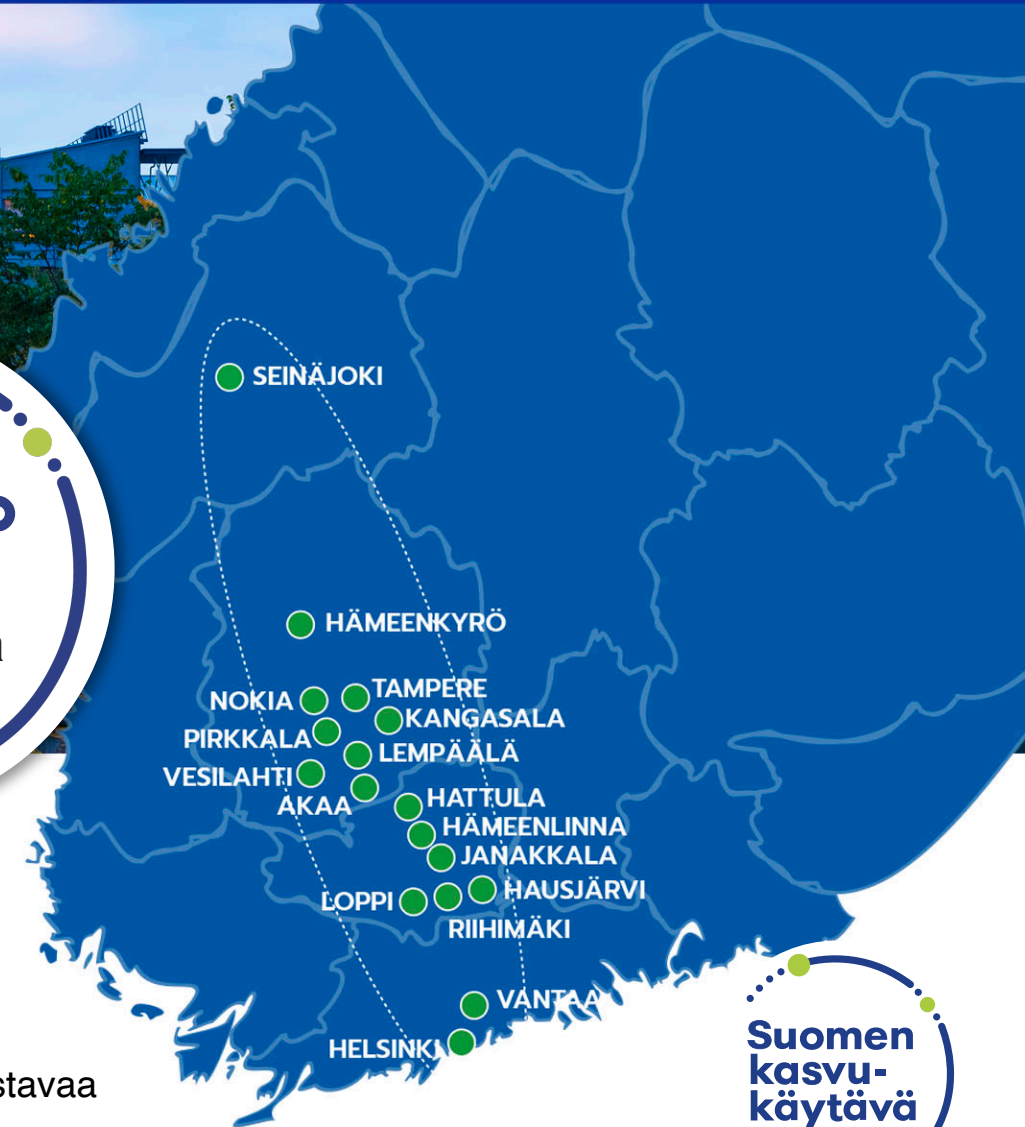 SEINÄJOKI
HÄMEENKYRÖ
TAMPERE
NOKIA
KANGASALA
PIRKKALA
LEMPÄÄLÄ
VESILAHTI
AKAA
HATTULA
HÄMEENLINNA
JANAKKALA
HAUSJÄRVI
LOPPI
RIIHIMÄKI
VANTAA
HELSINKI
Suomen
kasvu-
käytävä